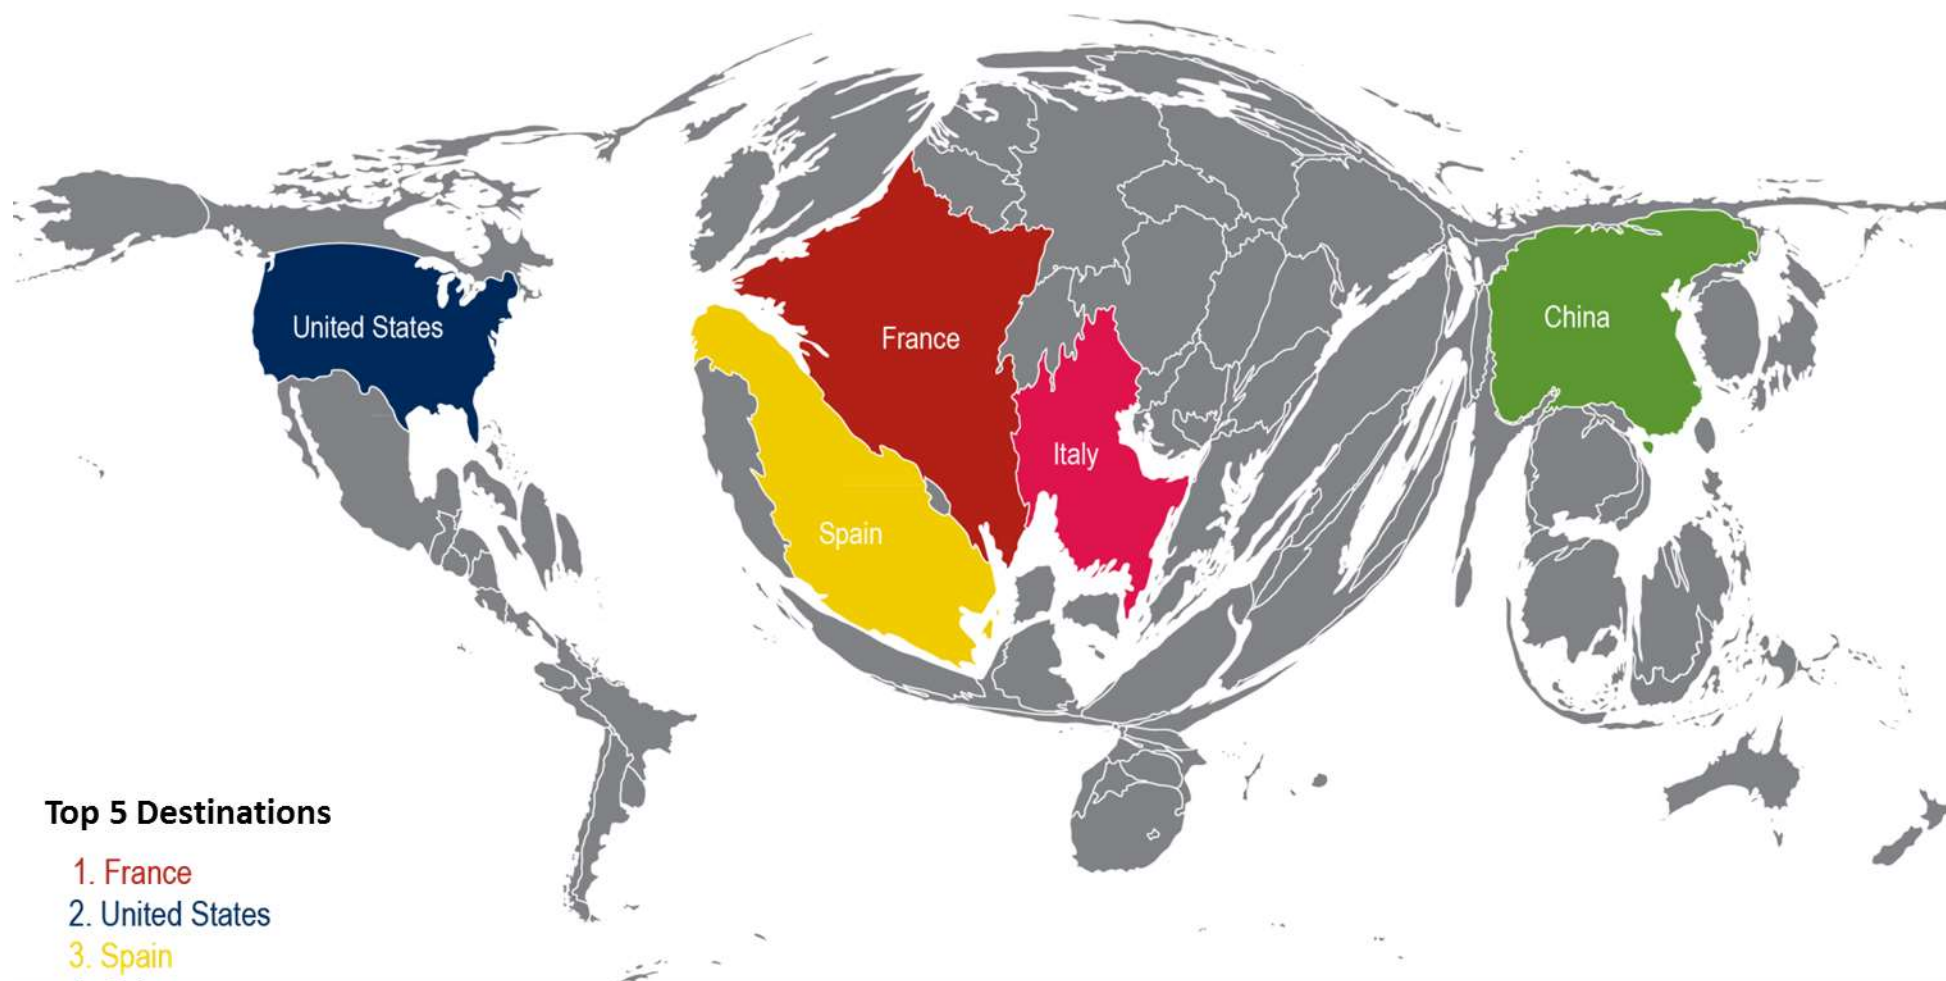 United States
France
China
Italy
Spain
Top 5 Destinations
1. France
2. United States
3. Spain